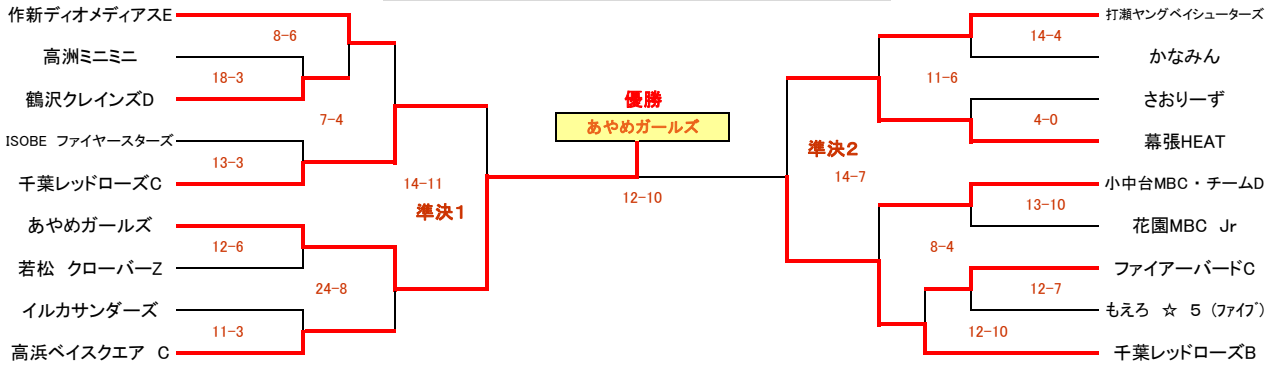 作新ディオメディアスE
8-6
高洲ミニミニ
18-3
鶴沢クレインズD
7-4
ISOBE ファイヤースターズ
13-3
千葉レッドローズC
14-11
準決1
あやめガールズ
12-6
若松 クローバーZ
24-8
イルカサンダーズ
11-3
高浜ベイスクエア C
優勝
あやめガールズ
12-10
打瀬ヤングベイシューターズ
14-4
かなみん
11-6
さおりーず
4-0
幕張HEAT
準決2
14-7
小中台MBC・チームD
13-10
花園MBC Jr
8-4
ファイアーバードC
12-7
もえろ ☆ 5 (ファイブ)
12-10
千葉レッドローズB